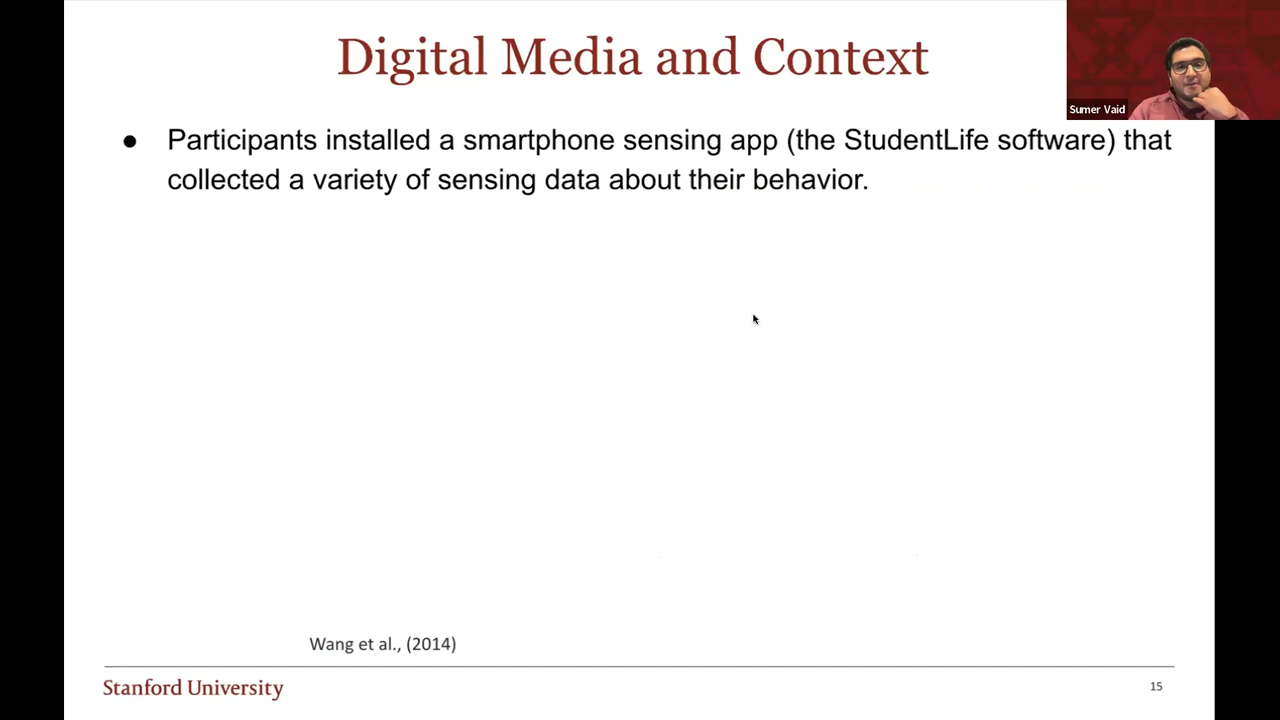 Digital Media and Context
Sumer Vaid
● Participants installed a smartphone sensing app (the StudentLife software) that
collected a variety of sensing data about their behavior.
Wang et al., (2014)
Stanford University
15